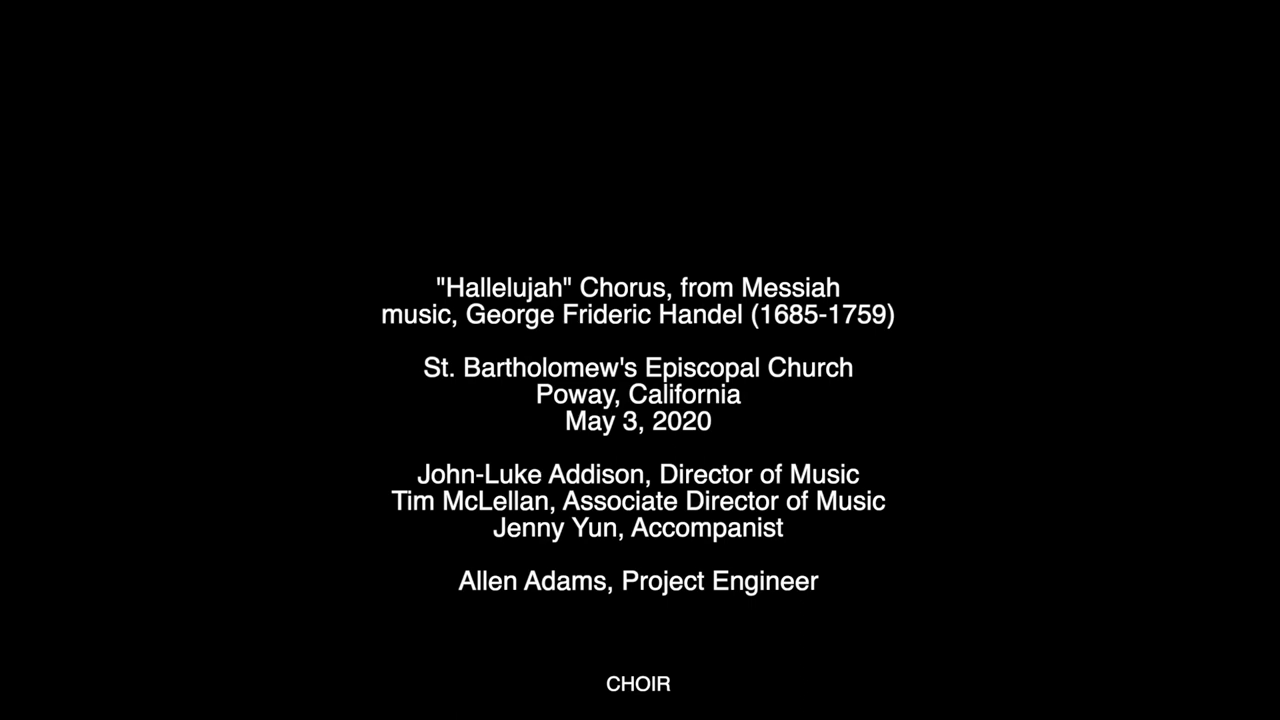 "Hallelujah" Chorus, from Messiah
music, George Frideric Handel (1685-1759)
St. Bartholomew's Episcopal Church
Poway, California
May 3, 2020
John-Luke Addison, Director of Music
Tim McLellan, Associate Director of Music
Jenny Yun, Accompanist
Allen Adams, Project Engineer
CHOIR